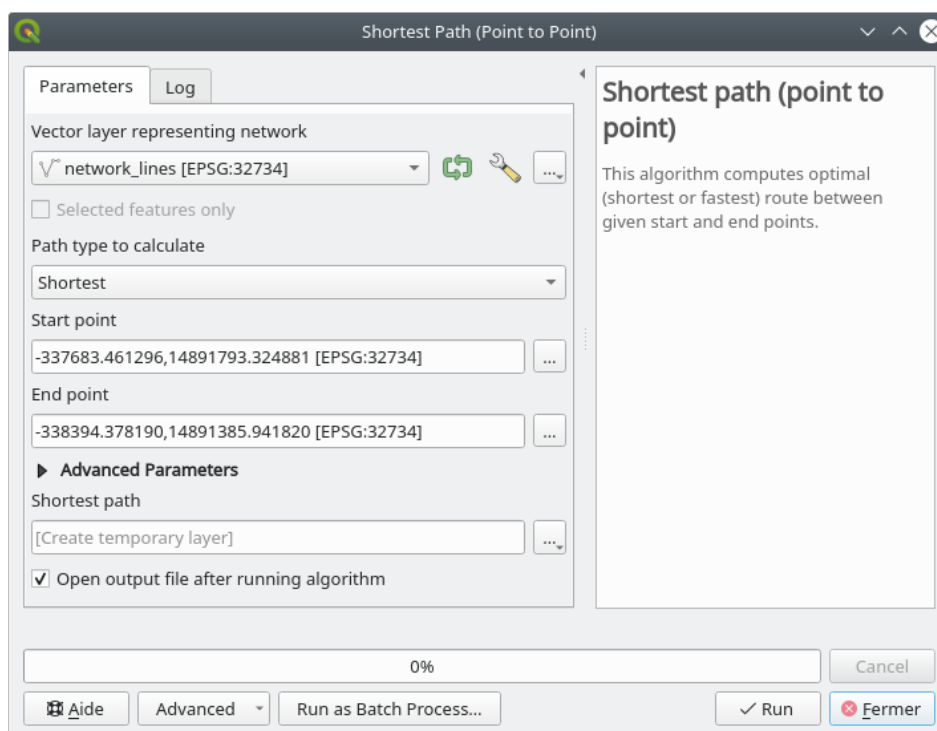 Shortest Path (Point to Point)
Parameters
Log
Vector layer representing network
network_lines [EPSG:32734]
...
Selected features only
Path type to calculate
Shortest
Start point
-337683.461296,14891793.324881 [EPSG:32734]
...
End point
-338394.378190,14891385.941820 [EPSG:32734]
...
Advanced Parameters
Shortest path
[Create temporary layer]
...
Open output file after running algorithm
Shortest path (point to
point)
This algorithm computes optimal
(shortest or fastest) route between
given start and end points.
0%
Cancel
Aide
Advanced
Run as Batch Process...
Run
Fermer